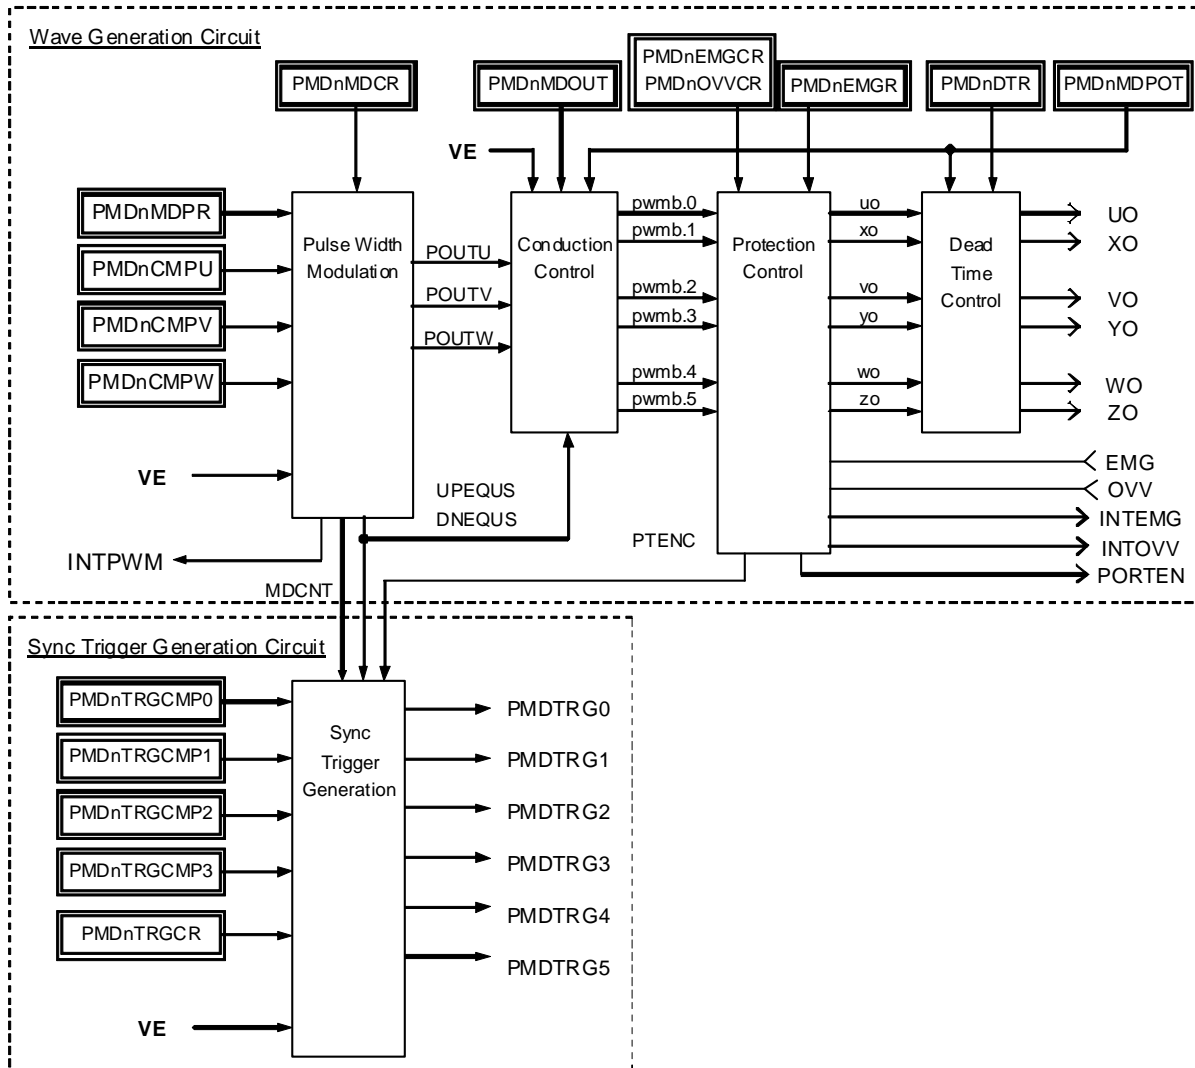 Wave Generation Circuit
PMDnMDCR
PMDnMDOUT
PMDnEMGCR
PMDnOVVCR
PMDnEMGR
PMDnDTR
PMDnMDPOT
VE
PMDnMDPR
PMDnCMPU
PMDnCMPV
PMDnCMPW
VE
Pulse Width
Modulation
POUTU
POUTV
POUTW
Conduction
Control
pwmb.0
pwmb.1
pwmb.2
pwmb.3
pwmb.4
pwmb.5
Protection
Control
uo
xo
vo
yo
wo
zo
Dead
Time
Control
UO
XO
VO
YO
WO
ZO
EMG
OVV
INTEMG
INTOVV
PORTEN
UPEQUS
DNEQUS
PTENC
INTPWM
MDCNT
Sync Trigger Generation Circuit
PMDnTRGCMP0
PMDnTRGCMP1
PMDnTRGCMP2
PMDnTRGCMP3
PMDnTRGCR
VE
Sync
Trigger
Generation
PMDTRG0
PMDTRG1
PMDTRG2
PMDTRG3
PMDTRG4
PMDTRG5